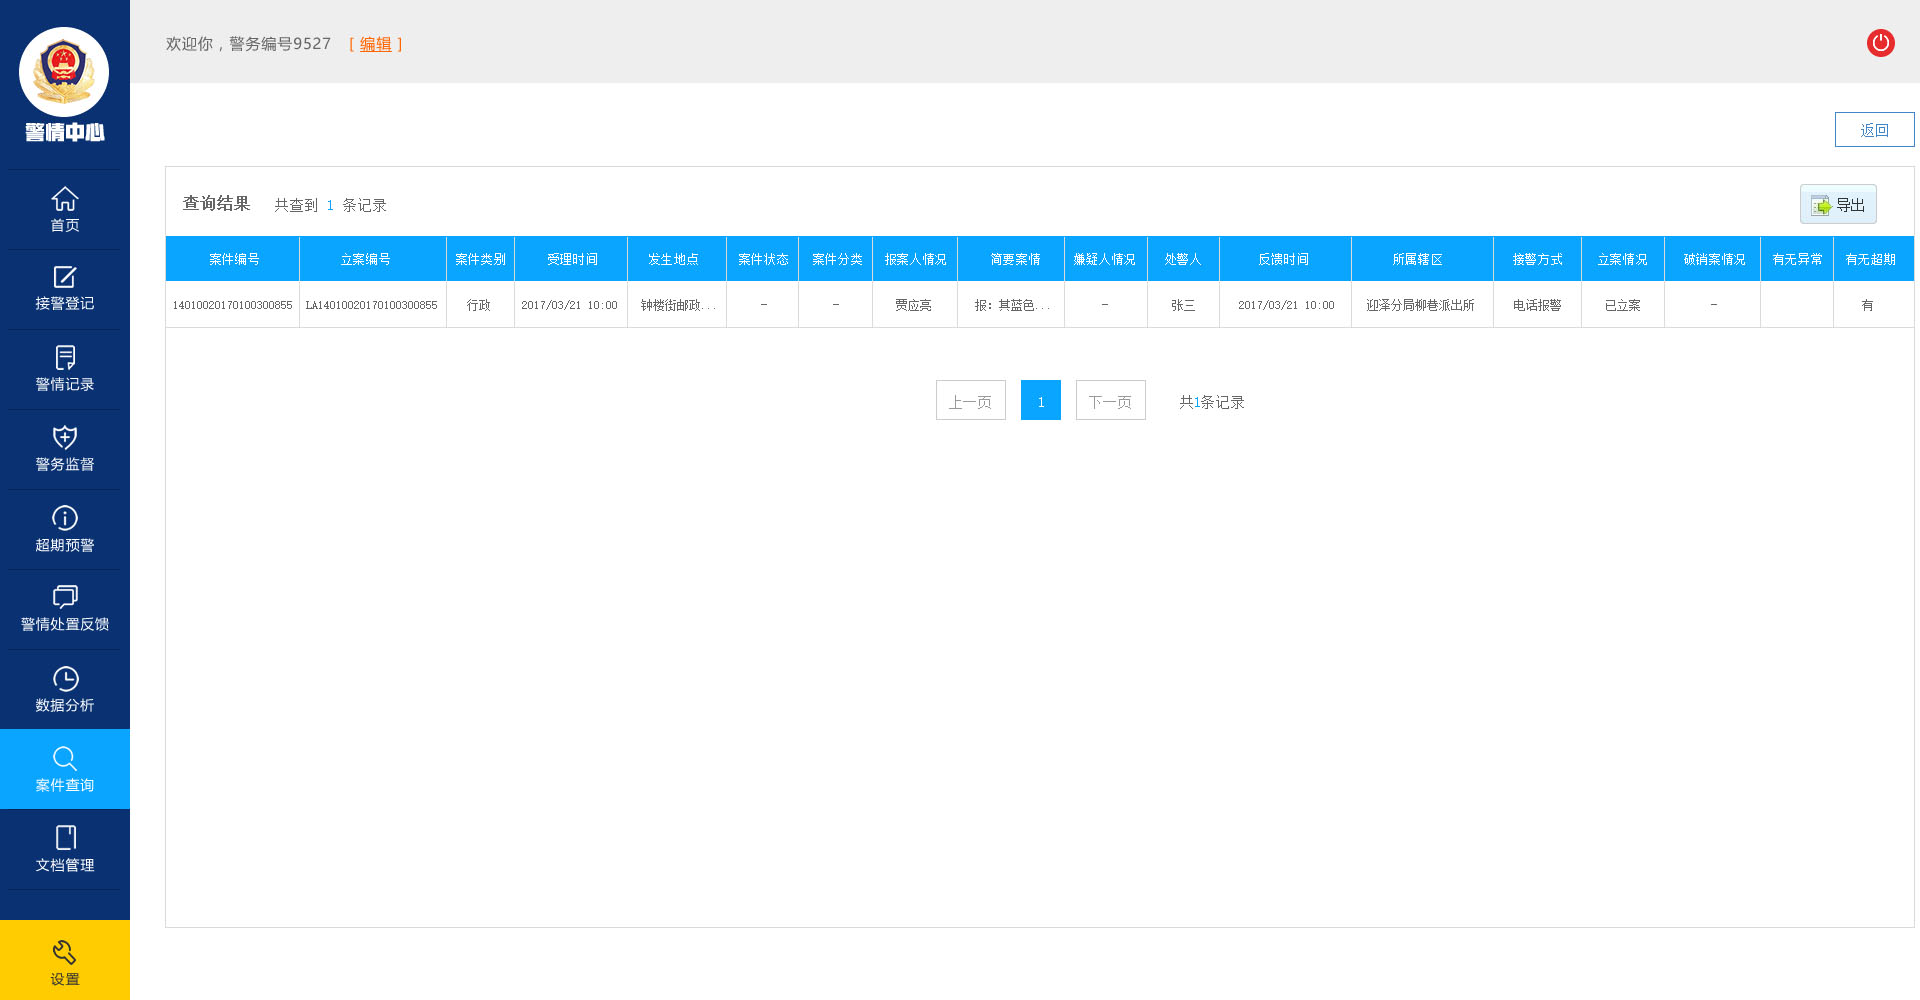 欢迎你，警务编号9527 [ 编辑 ]
警情中心
返回
首页
接警登记
警情记录
警务监督
超期预警
警情处置反馈
数据分析
案件查询
文档管理
设置
查询结果 共查到 1 条记录
导出
案件编号 立案编号 案件类别 受理时间 发生地点 案件状态 案件分类 报案人情况 简要案情 嫌疑人情况 处警人 反馈时间 所属辖区 接警方式 立案情况 破销案情况 有无异常 有无超期
14010020170100300855 LA14010020170100300855 行政 2017/03/21 10:00 钟楼街邮政... - - 贾应亮 报: 其蓝色... - 张三 2017/03/21 10:00 迎泽分局柳巷派出所 电话报警 已立案 - 有
上一页 1 下一页 共1条记录